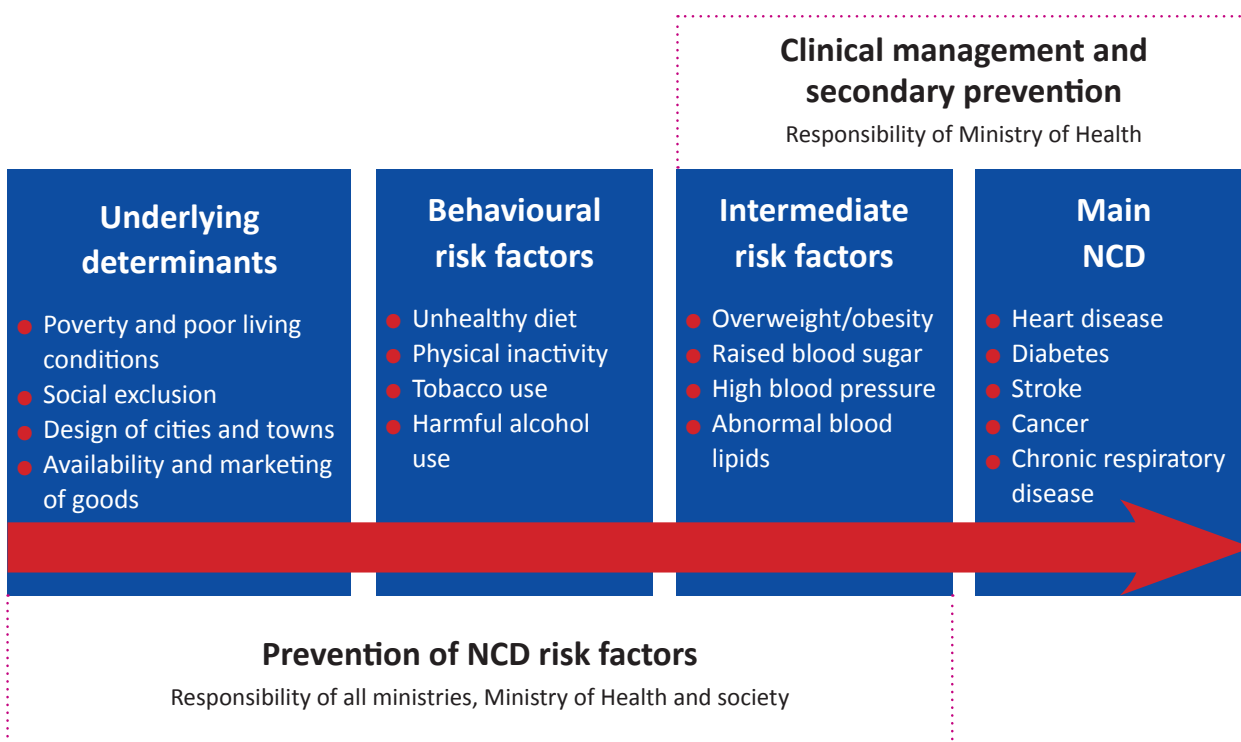 Clinical management and
secondary prevention
Responsibility of Ministry of Health
Underlying
determinants
Poverty and poor living
conditions
Social exclusion
Design of cities and towns
Availability and marketing
of goods
Behavioural
risk factors
Unhealthy diet
Physical inactivity
Tobacco use
Harmful alcohol
use
Intermediate
risk factors
Overweight/obesity
Raised blood sugar
High blood pressure
Abnormal blood
lipids
Main
NCD
Heart disease
Diabetes
Stroke
Cancer
Chronic respiratory
disease
Prevention of NCD risk factors
Responsibility of all ministries, Ministry of Health and society